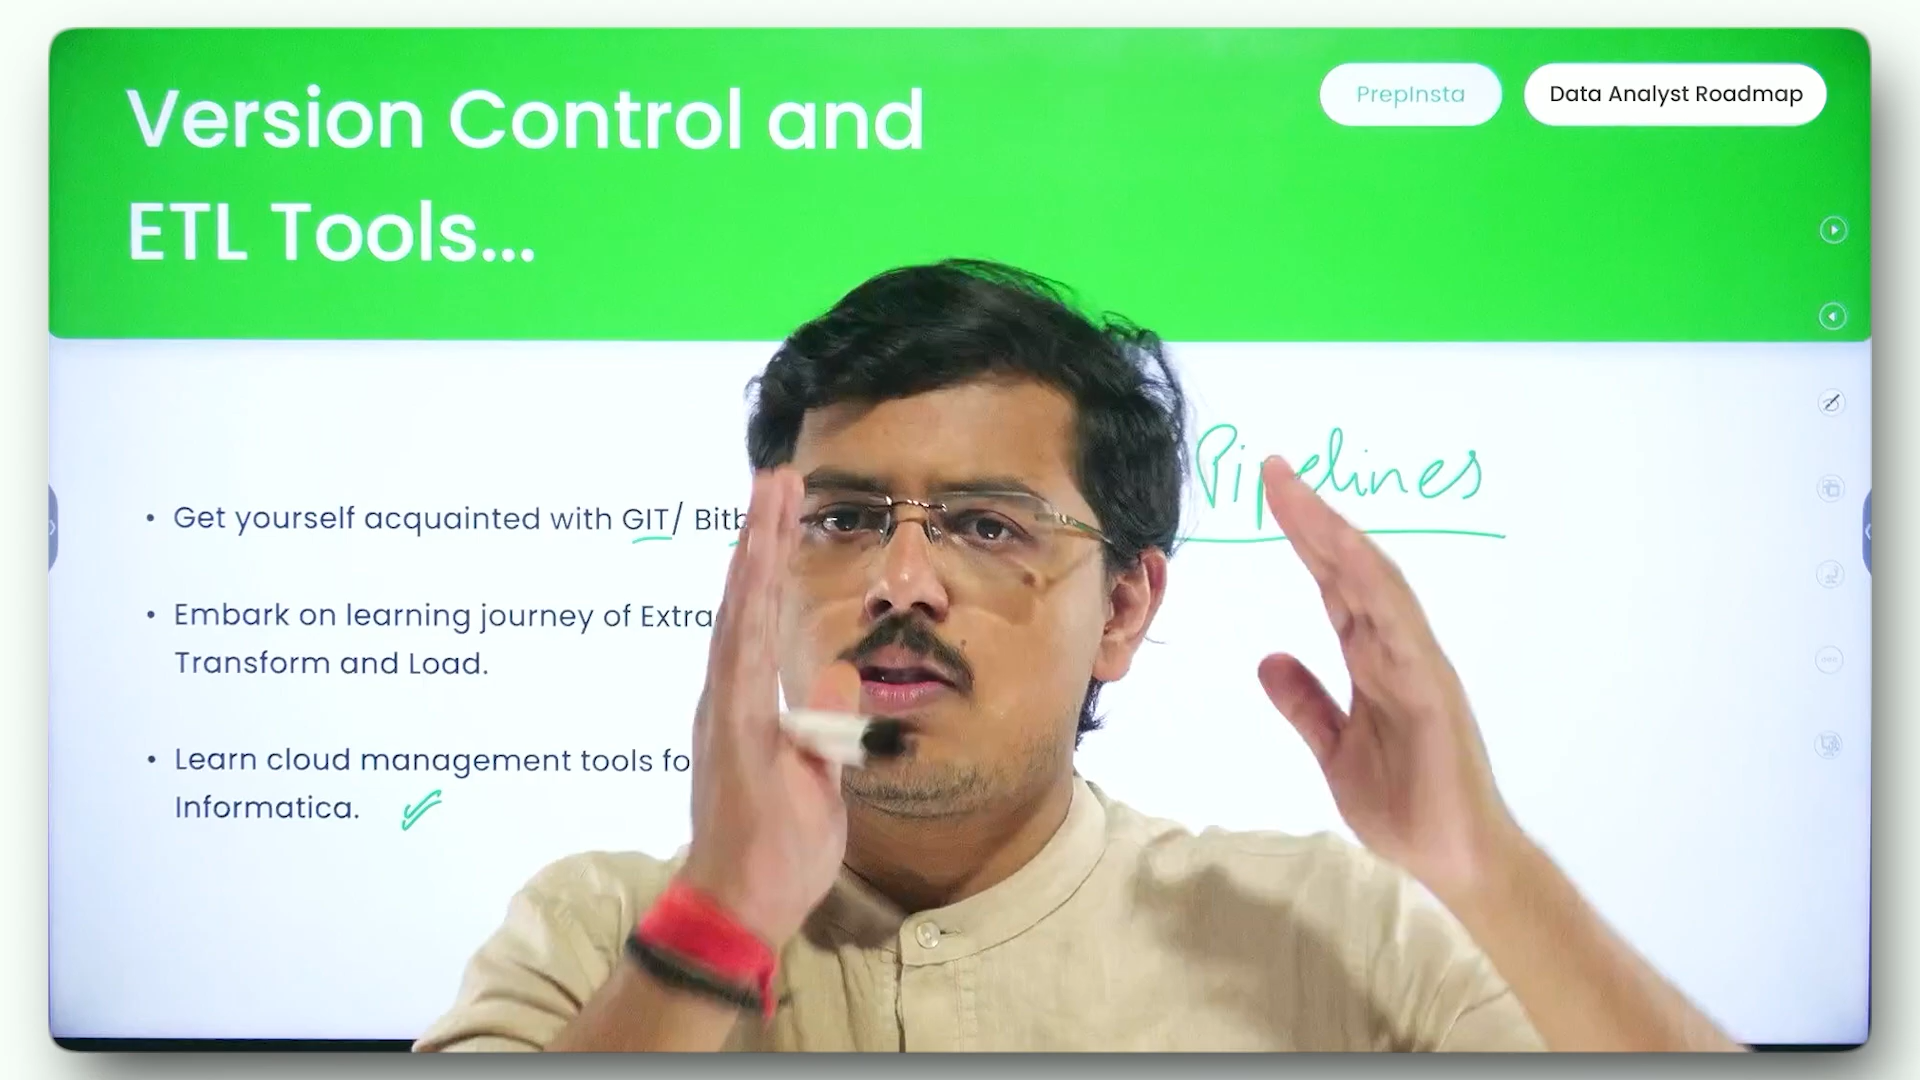 Version Control and
ETL Tools...
PrepInsta
Data Analyst Roadmap
Pipelines
• Get yourself acquainted with GIT/
• Embark on learning journey of
Transform and Load.
• Learn cloud management tools
Informatica.